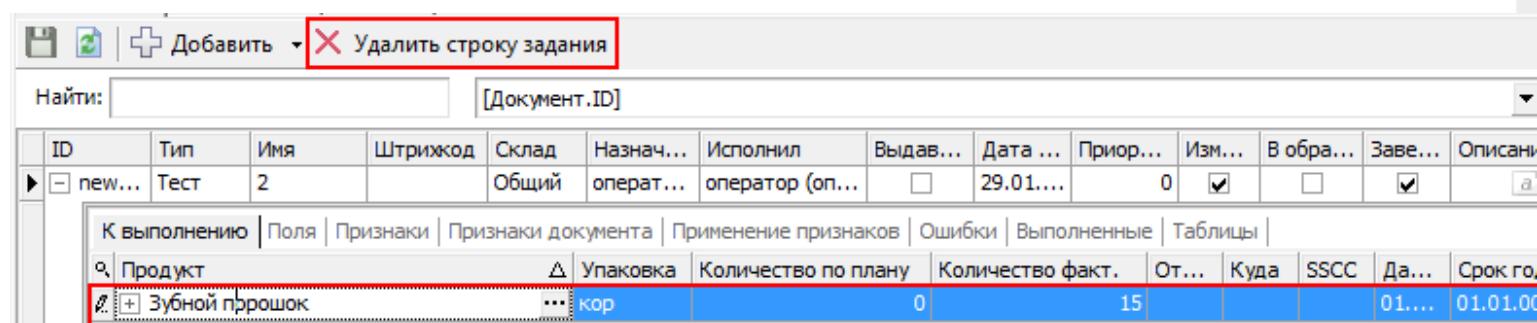 Добавить Удалить строку задания
Найти: [Документ.ID]
ID Тип Имя Штрихкод Склад Назнач... Исполнил Выдав... Дата ... Приор... Изм... В обра... Заве... Описани
new... Тест 2 Общий операт... оператор (оп... 29.01.... 0 a
К выполнению Поля Признаки Признаки документа Применение признаков Ошибки Выполненные Таблицы
Продукт Упаковка Количество по плану Количество факт. От... Куда SSCC Да... Срок го
Зубной порошок ... кор 0 15 01.... 01.01.00